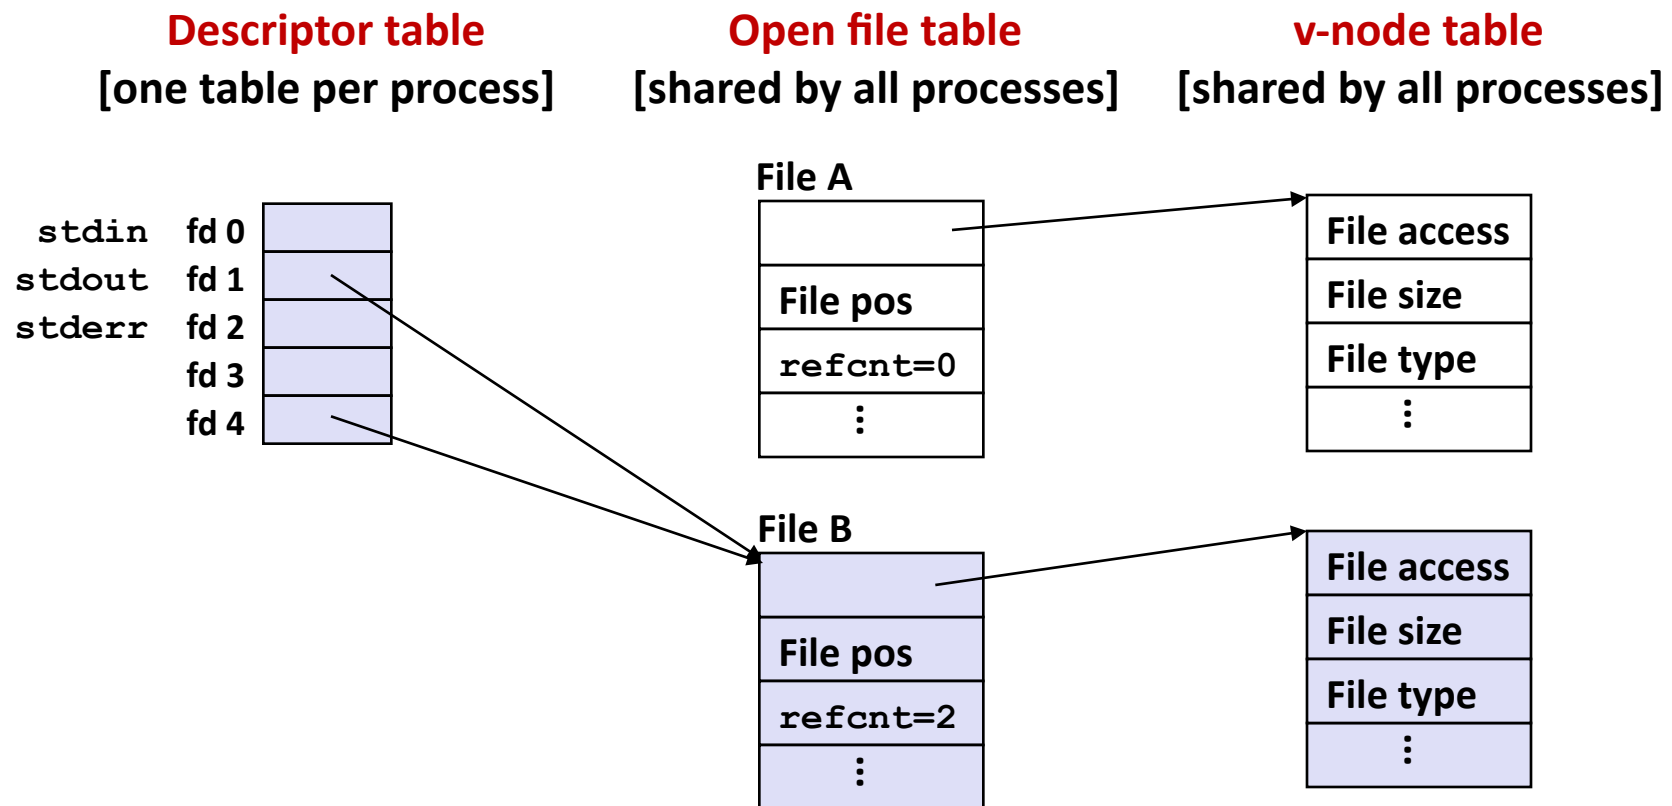 Descriptor table
[one table per process]
Open file table
[shared by all processes]
v-node table
[shared by all processes]
stdin fd 0
stdout fd 1
stderr fd 2
fd 3
fd 4
File A
File pos
refcnt=0
⋮
File access
File size
File type
⋮
File B
File pos
refcnt=2
⋮
File access
File size
File type
⋮